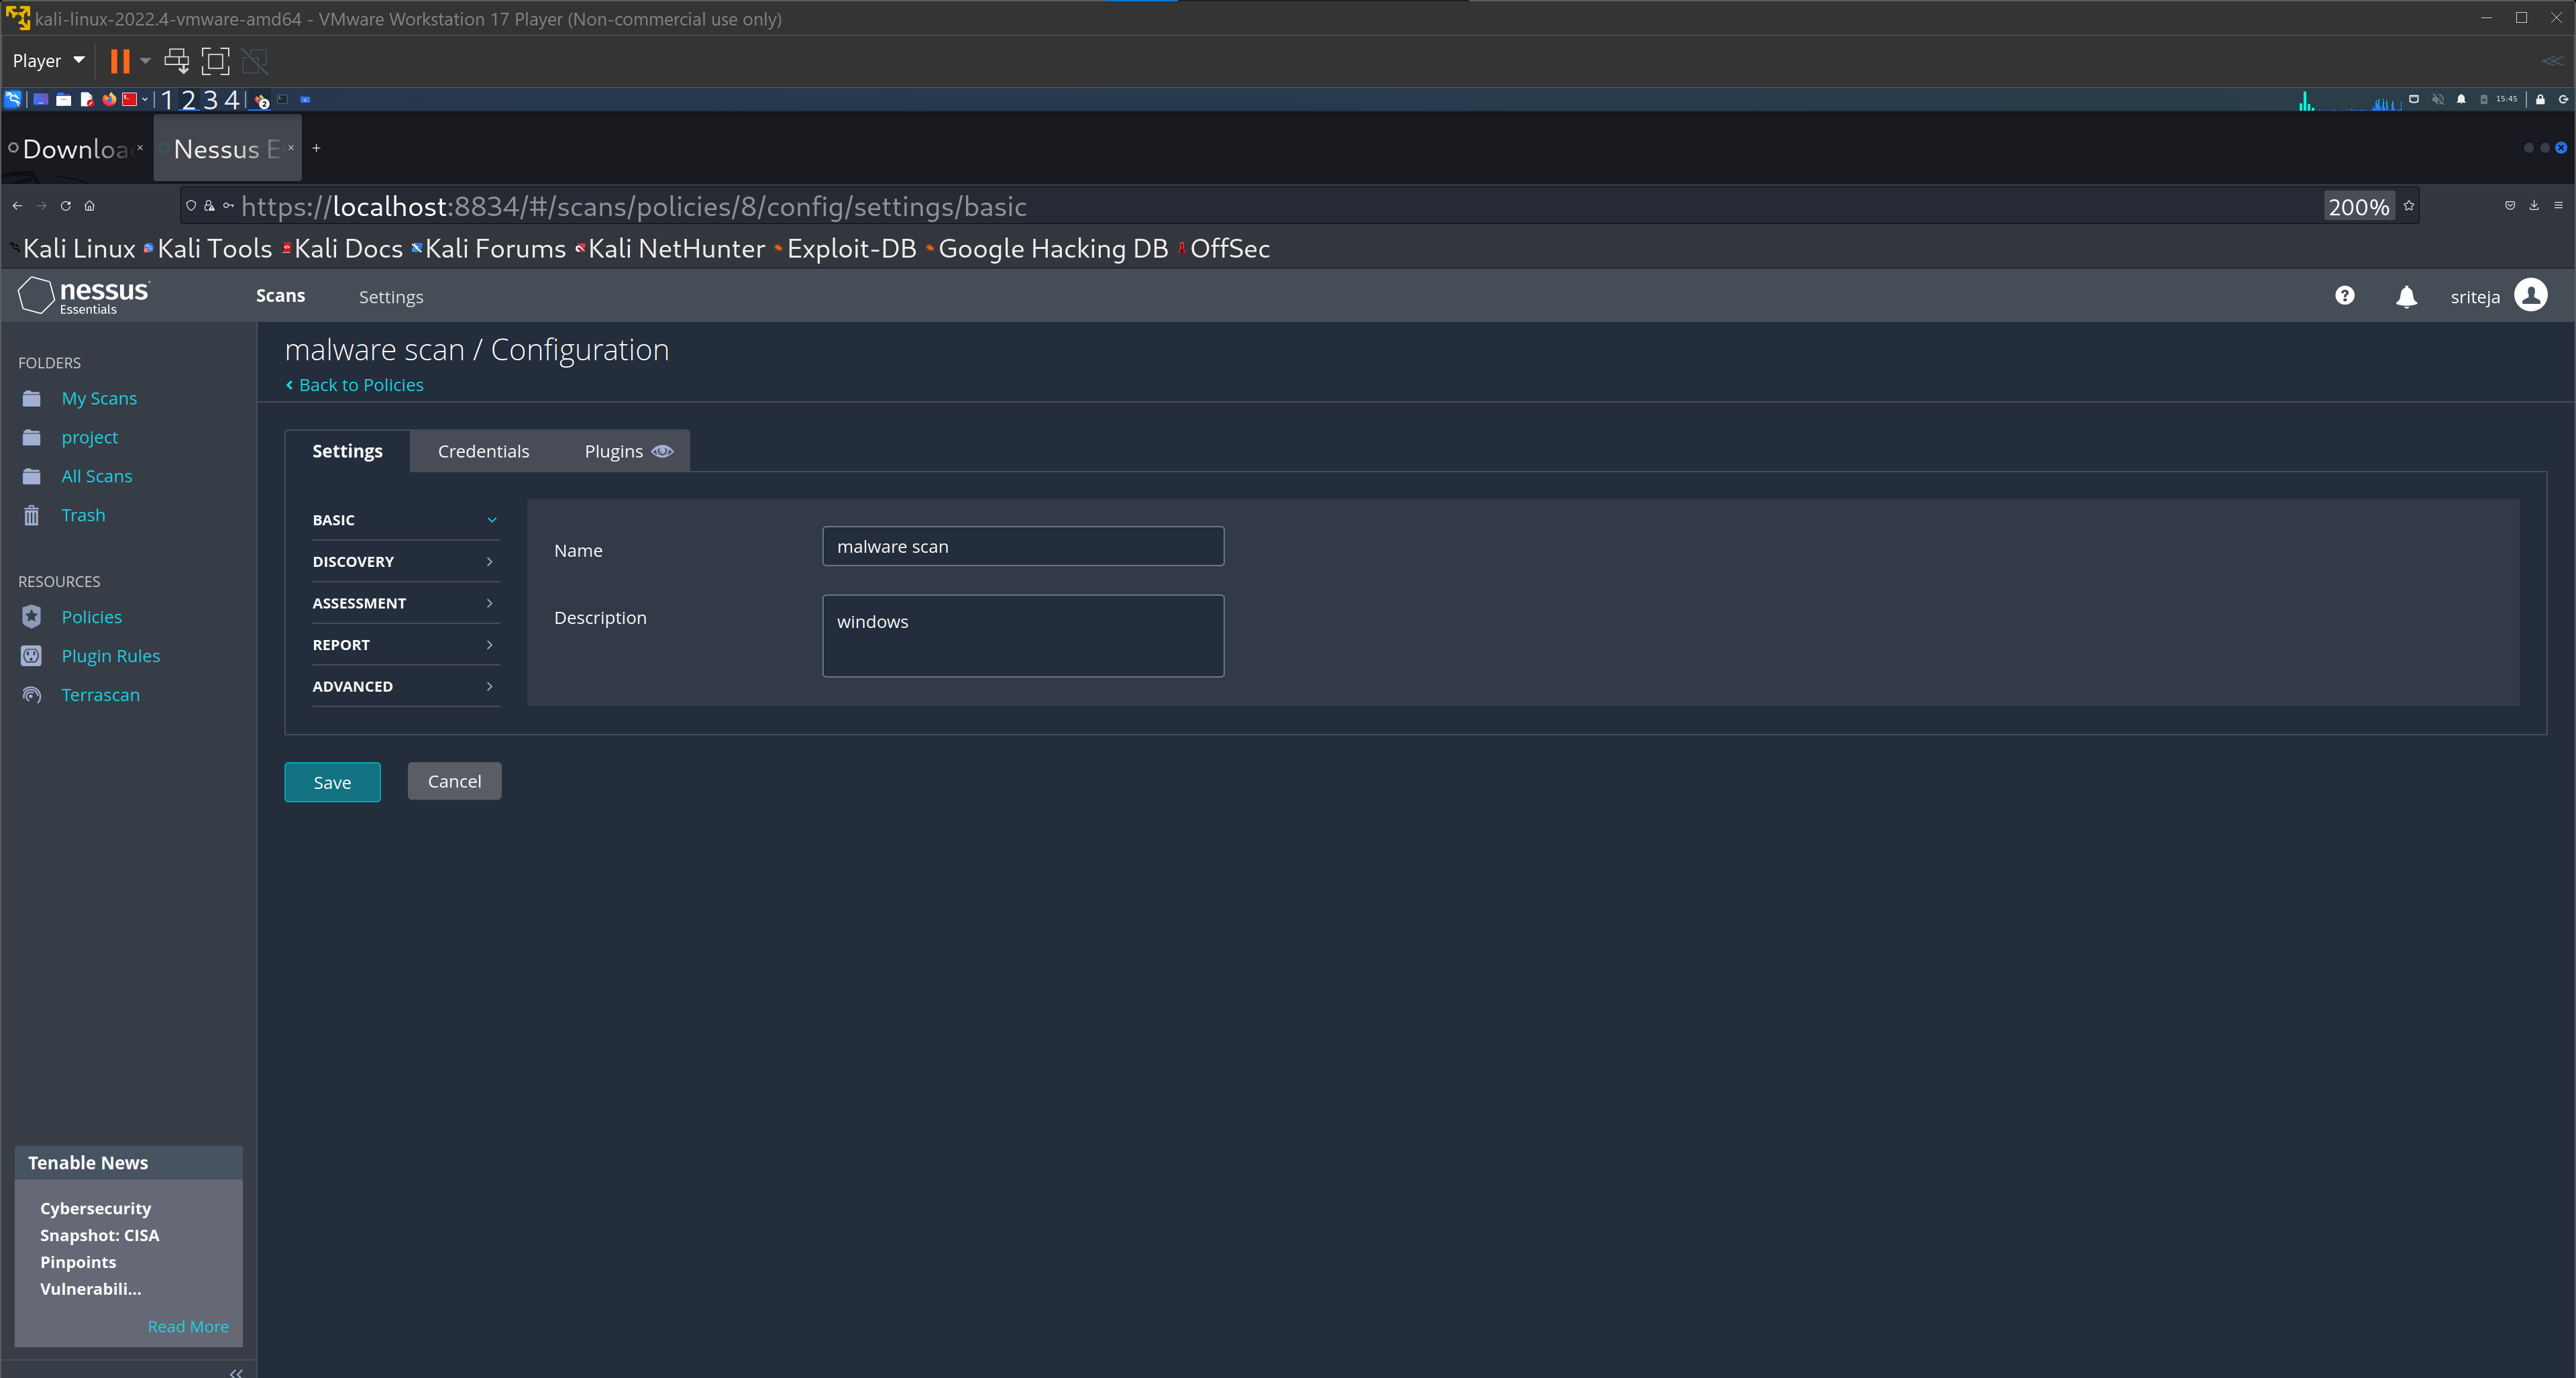 kali-linux-2022.4-vmware-amd64 - VMware Workstation 17 Player (Non-commercial use only)
Player
1 2 3 4 2 15:45
Downloa Nessus E
https://localhost:8834/#/scans/policies/8/config/settings/basic 200%
Kali Linux Kali Tools Kali Docs Kali Forums Kali NetHunter Exploit-DB Google Hacking DB OffSec
nessus
Essentials
Scans Settings sriteja
FOLDERS
My Scans
project
All Scans
Trash
RESOURCES
Policies
Plugin Rules
Terrascan
Tenable News
Cybersecurity
Snapshot: CISA
Pinpoints
Vulnerabili...
Read More
malware scan / Configuration
Back to Policies
Settings Credentials Plugins
BASIC
DISCOVERY
ASSESSMENT
REPORT
ADVANCED
Name malware scan
Description windows
Save Cancel